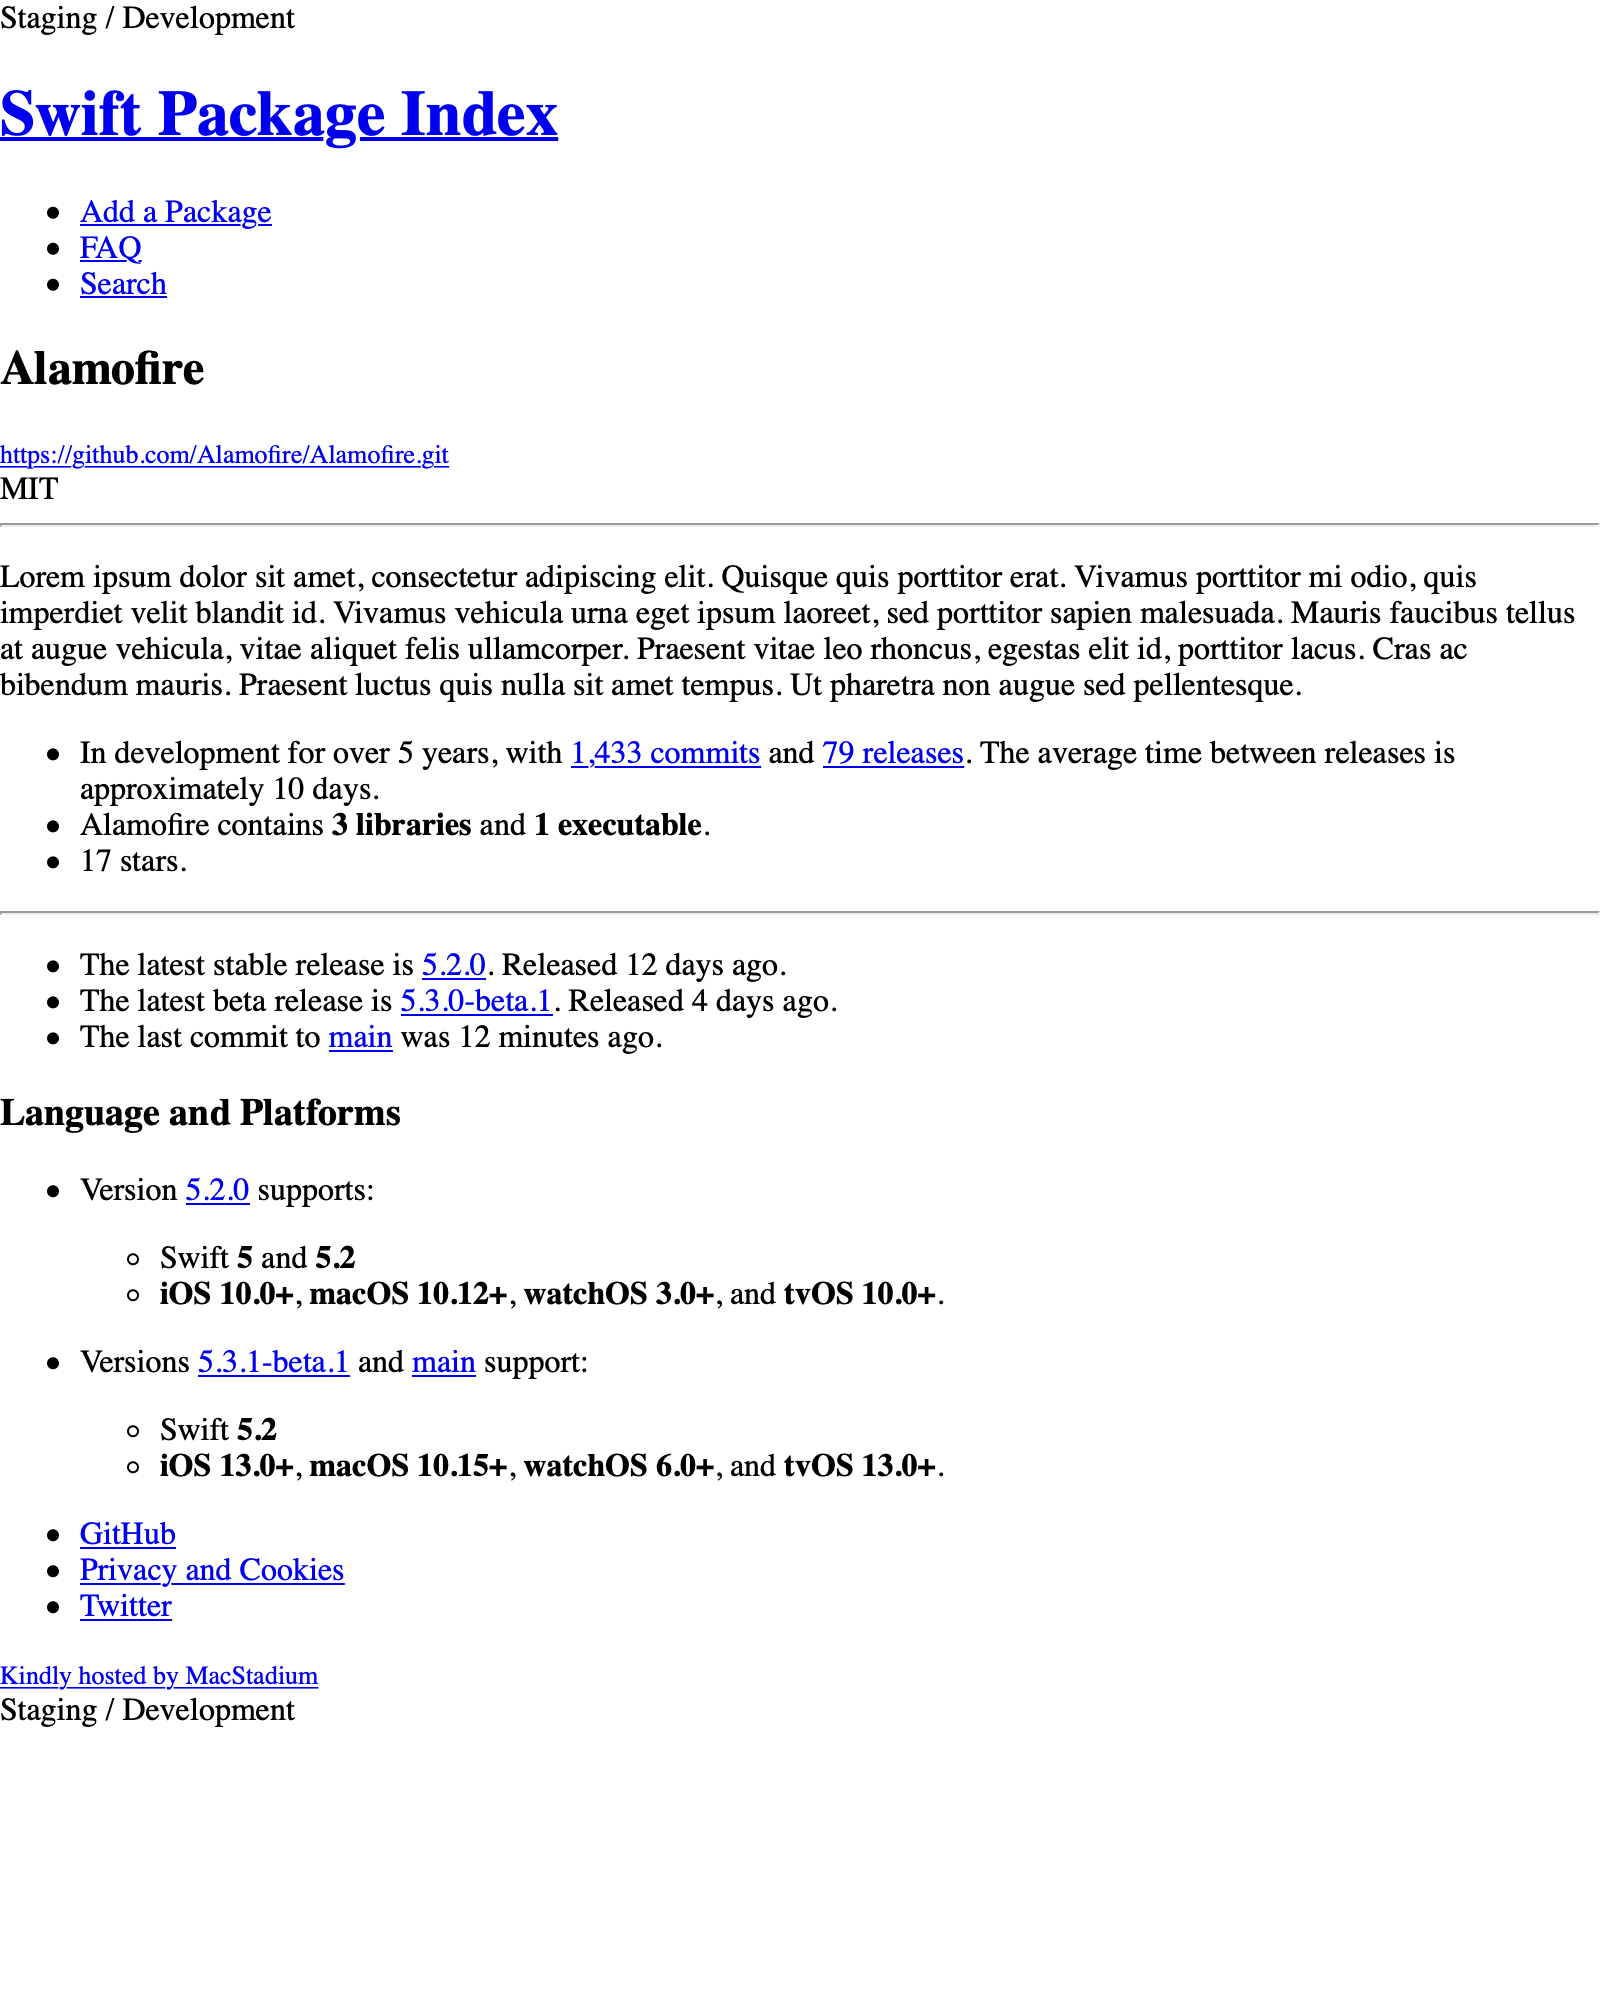 Staging / Development
Swift Package Index
Add a Package
FAQ
Search
Alamofire
https://github.com/Alamofire/Alamofire.git
MIT
Lorem ipsum dolor sit amet, consectetur adipiscing elit. Quisque quis porttitor erat. Vivamus porttitor mi odio, quis
imperdiet velit blandit id. Vivamus vehicula urna eget ipsum laoreet, sed porttitor sapien malesuada. Mauris faucibus tellus
at augue vehicula, vitae aliquet felis ullamcorper. Praesent vitae leo rhoncus, egestas elit id, porttitor lacus. Cras ac
bibendum mauris. Praesent luctus quis nulla sit amet tempus. Ut pharetra non augue sed pellentesque.
In development for over 5 years, with 1,433 commits and 79 releases. The average time between releases is
approximately 10 days.
Alamofire contains 3 libraries and 1 executable.
17 stars.
The latest stable release is 5.2.0. Released 12 days ago.
The latest beta release is 5.3.0-beta.1. Released 4 days ago.
The last commit to main was 12 minutes ago.
Language and Platforms
Version 5.2.0 supports:
Swift 5 and 5.2
iOS 10.0+, macOS 10.12+, watchOS 3.0+, and tvOS 10.0+.
Versions 5.3.1-beta.1 and main support:
Swift 5.2
iOS 13.0+, macOS 10.15+, watchOS 6.0+, and tvOS 13.0+.
GitHub
Privacy and Cookies
Twitter
Kindly hosted by MacStadium
Staging / Development